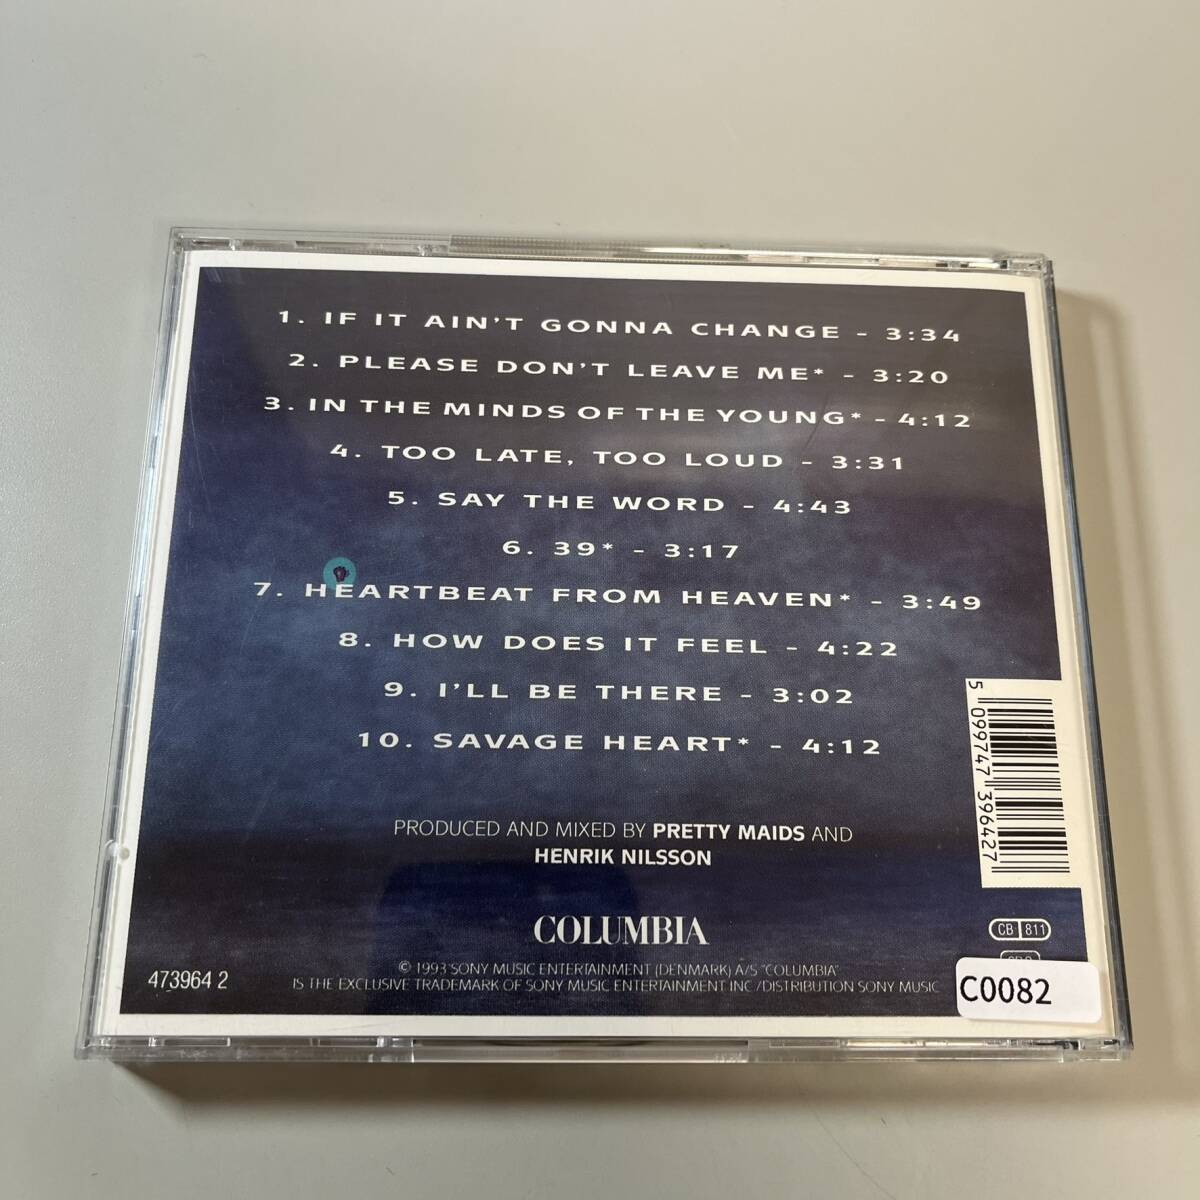 1. IF IT AIN'T GONNA CHANGE - 3:34
2. PLEASE DON'T LEAVE ME* - 3:20
3. IN THE MINDS OF THE YOUNG* - 4:12
4. TOO LATE, TOO LOUD - 3:31
5. SAY THE WORD - 4:43
6. 39* - 3:17
7. HEARTBEAT FROM HEAVEN* - 3:49
8. HOW DOES IT FEEL - 4:22
9. I'LL BE THERE - 3:02
10. SAVAGE HEART* - 4:12
5 099747 396427
PRODUCED AND MIXED BY PRETTY MAIDS AND
HENRIK NILSSON
COLUMBIA
CB 811
473964 2
© 1993 SONY MUSIC ENTERTAINMENT (DENMARK) A/S "COLUMBIA"
IS THE EXCLUSIVE TRADEMARK OF SONY MUSIC ENTERTAINMENT INC /DISTRIBUTION SONY MUSIC
C0082